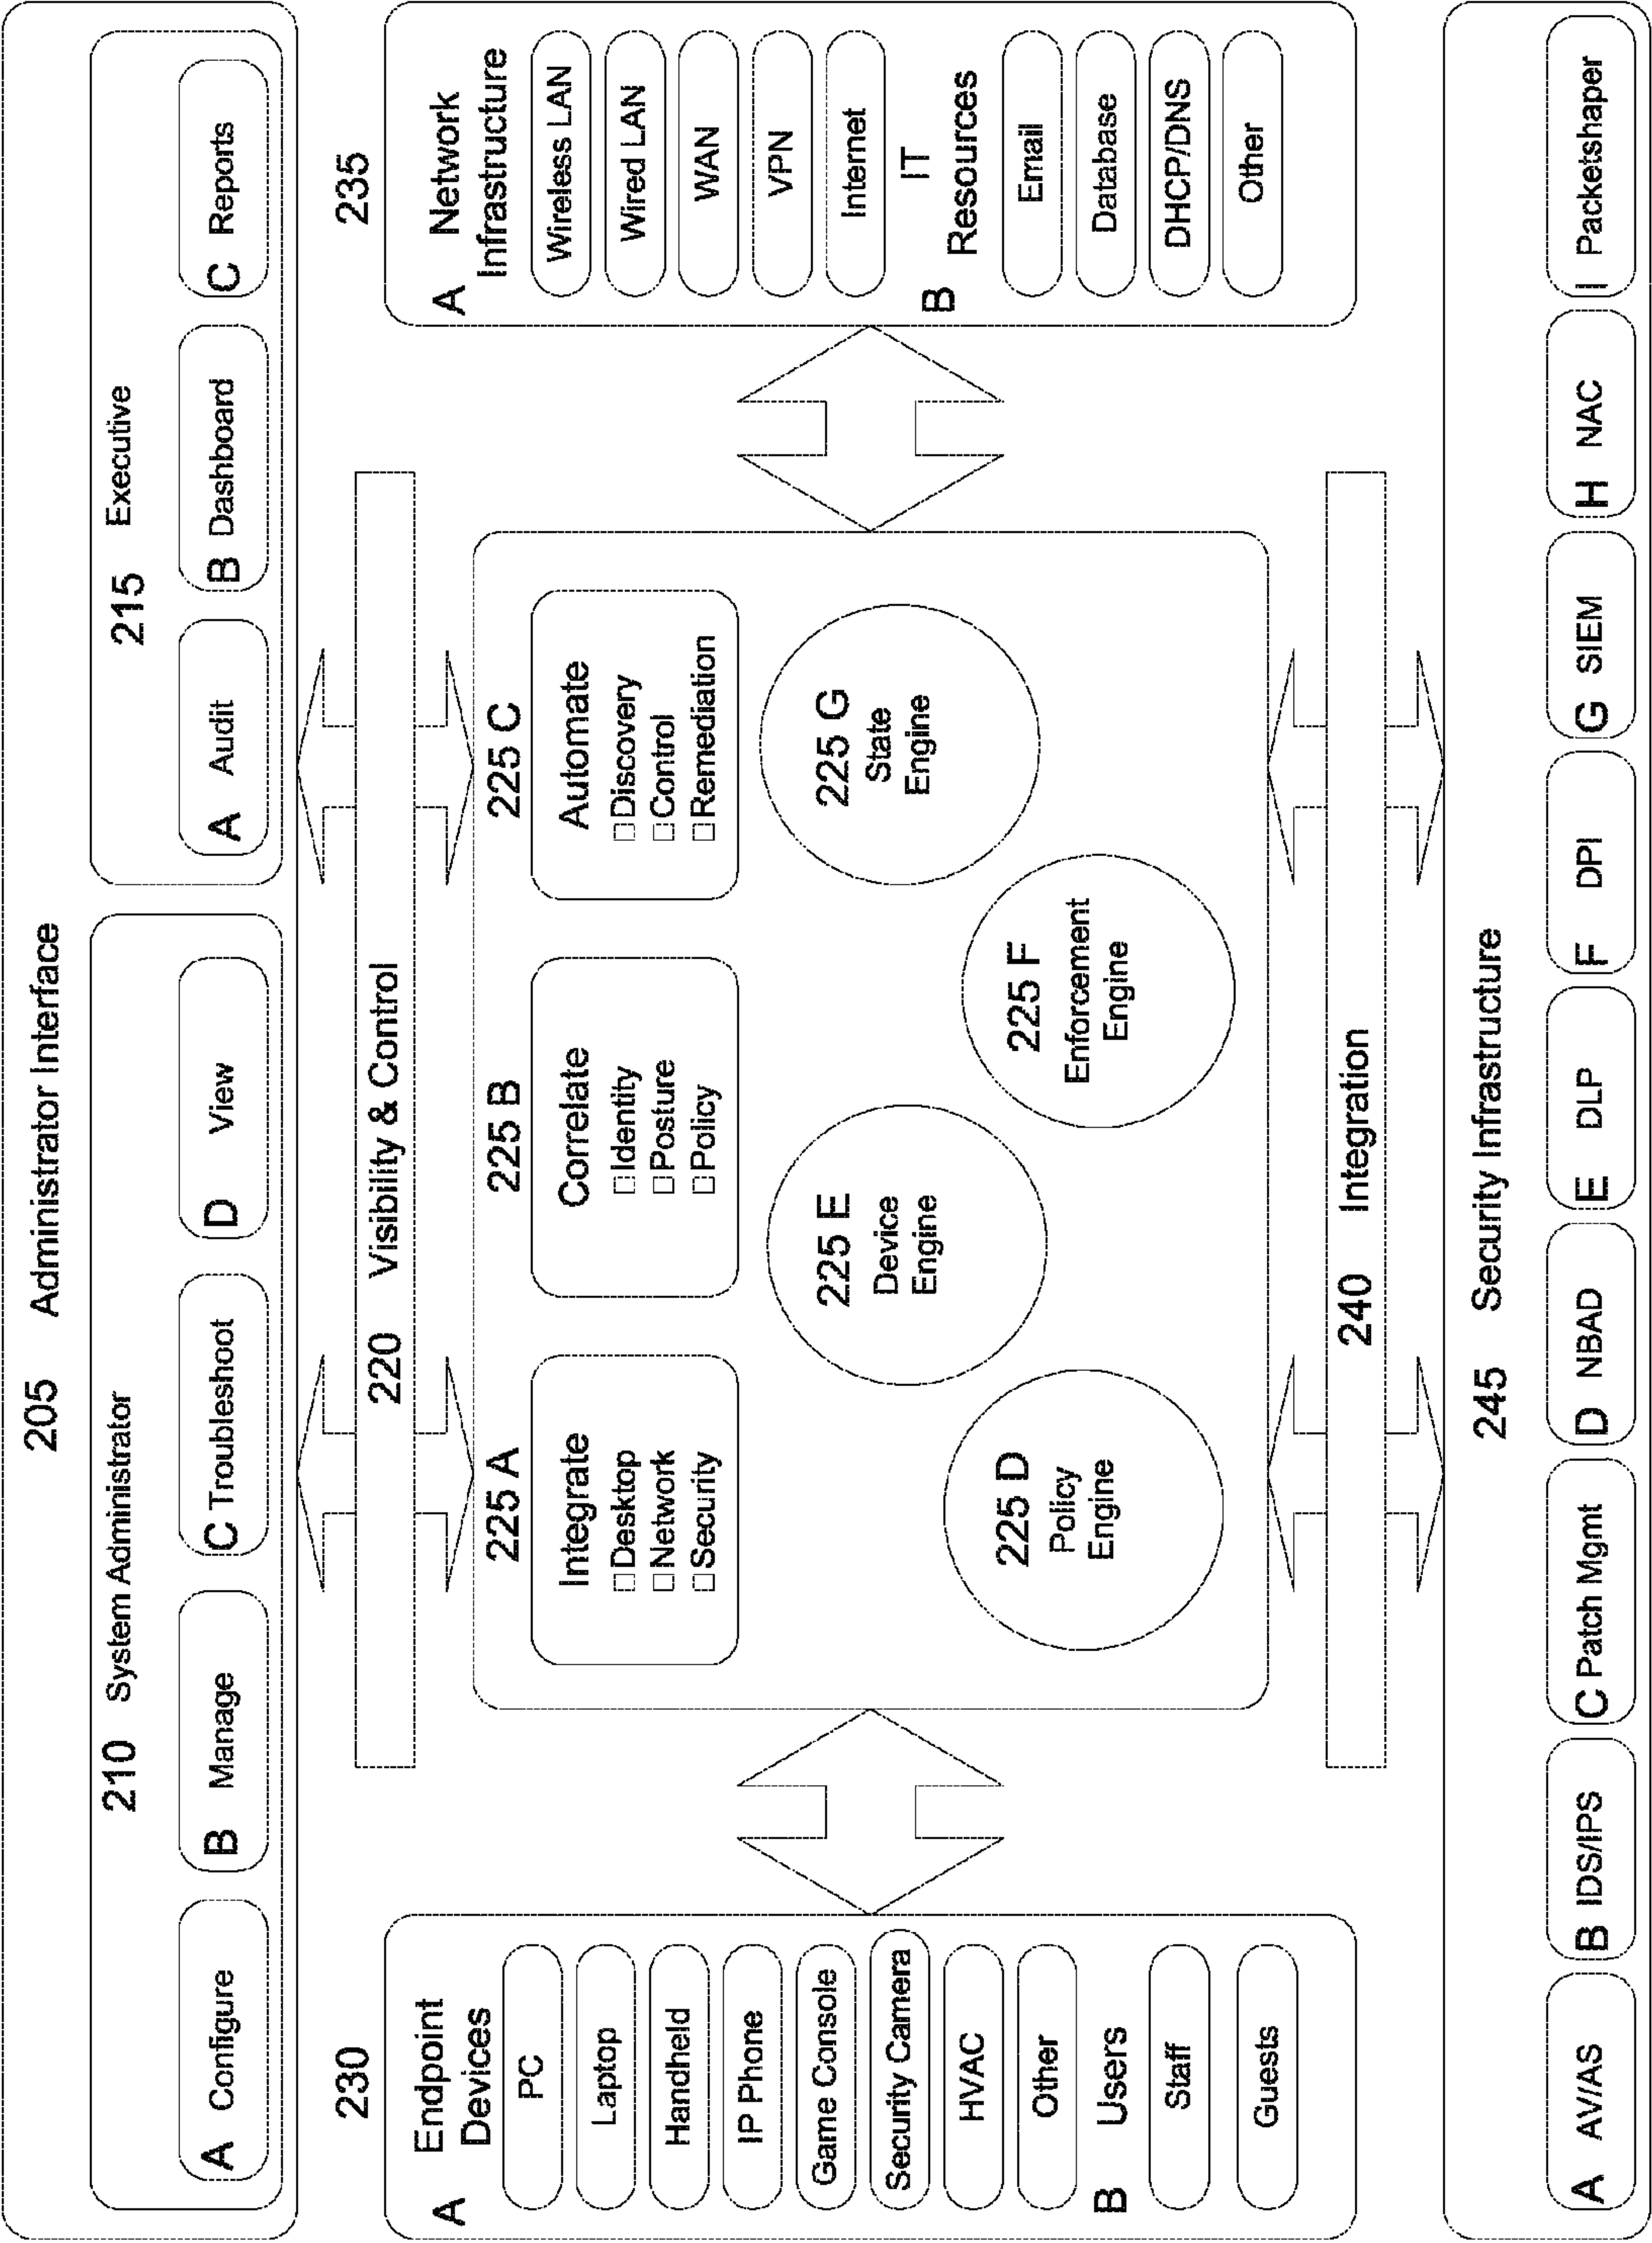 205 Administrator Interface
210 System Administrator
A Configure
B Manage
C Troubleshoot
D View
215 Executive
A Audit
B Dashboard
C Reports
220 Visibility & Control
230
A Endpoint
Devices
PC
Laptop
Handheld
IP Phone
Game Console
Security Camera
HVAC
Other
B Users
Staff
Guests
225 A
Integrate
Desktop
Network
Security
225 B
Correlate
Identity
Posture
Policy
225 C
Automate
Discovery
Control
Remediation
225 D
Policy
Engine
225 E
Device
Engine
225 F
Enforcement
Engine
225 G
State
Engine
235
A Network
Infrastructure
Wireless LAN
Wired LAN
WAN
VPN
Internet
B IT
Resources
Email
Database
DHCP/DNS
Other
240 Integration
245 Security Infrastructure
A AV/AS
B IDS/IPS
C Patch Mgmt
D NBAD
E DLP
F DPI
G SIEM
H NAC
I Packetshaper